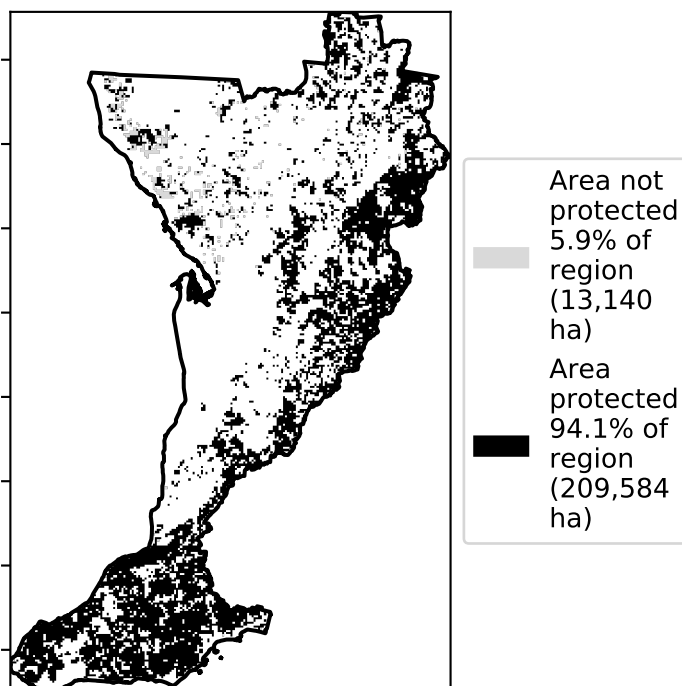 Area not
protected
5.9% of
region
(13,140
ha)
Area
protected
94.1% of
region
(209,584
ha)